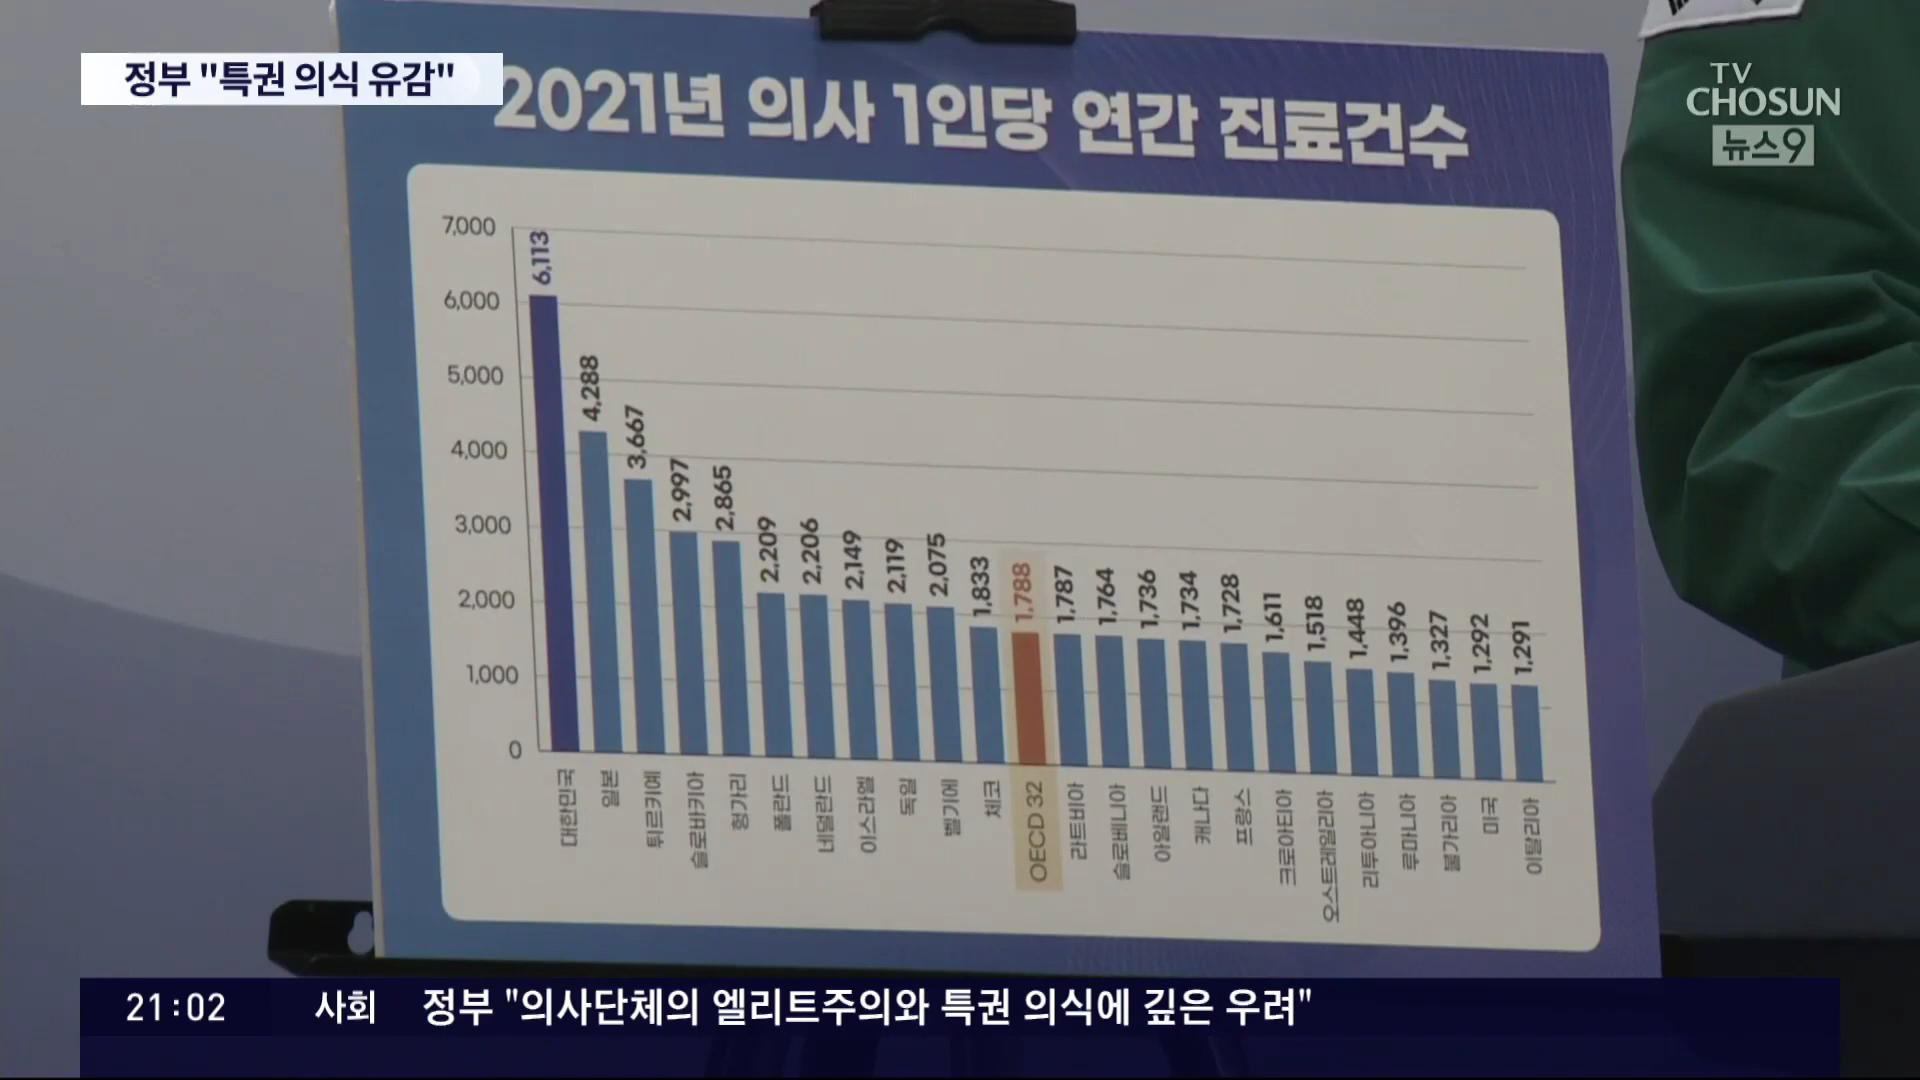 정부 "특권 의식 유감"
TV
CHOSUN
뉴스9
2021년 의사 1인당 연간 진료건수
7,000
6,000
5,000
4,000
3,000
2,000
1,000
0
6,113
4,288
3,667
2,997
2,865
2,209
2,206
2,149
2,119
2,075
1,833
1,788
1,787
1,764
1,736
1,734
1,728
1,611
1,518
1,448
1,396
1,327
1,292
1,291
대한민국
일본
튀르키예
슬로바키아
헝가리
폴란드
네덜란드
이스라엘
독일
벨기에
체코
OECD 32
라트비아
슬로베니아
아일랜드
캐나다
프랑스
크로아티아
오스트레일리아
리투아니아
루마니아
불가리아
미국
이탈리아
21:02 사회 정부 "의사단체의 엘리트주의와 특권 의식에 깊은 우려"